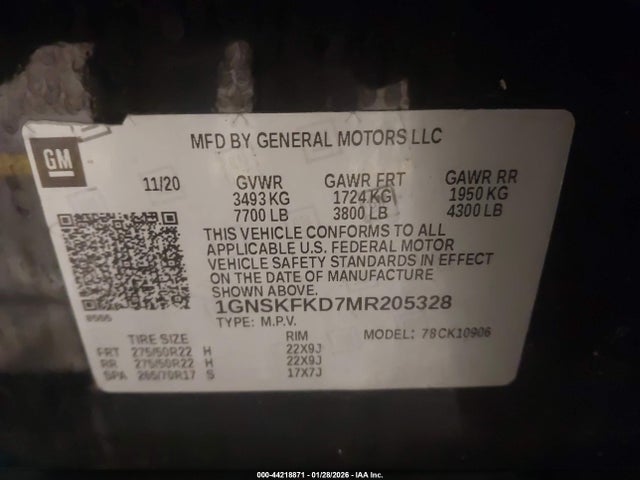 MFD BY GENERAL MOTORS LLC
GM
11/20 GVWR GAWR FRT GAWR RR
3493 KG 1724 KG 1950 KG
7700 LB 3800 LB 4300 LB
THIS VEHICLE CONFORMS TO ALL
APPLICABLE U.S. FEDERAL MOTOR
VEHICLE SAFETY STANDARDS IN EFFECT
ON THE DATE OF MANUFACTURE
SHOWN ABOVE.
1GNSKFKD7MR205328
TYPE: M.P.V. MODEL: 78CK10906
TIRE SIZE RIM
FRT 275/50R22 H 22X9J
RR 275/50R22 H 22X9J
SPA 265/70R17 S 17X7J
000-44218871 | 01/28/2026 | IAA Inc.